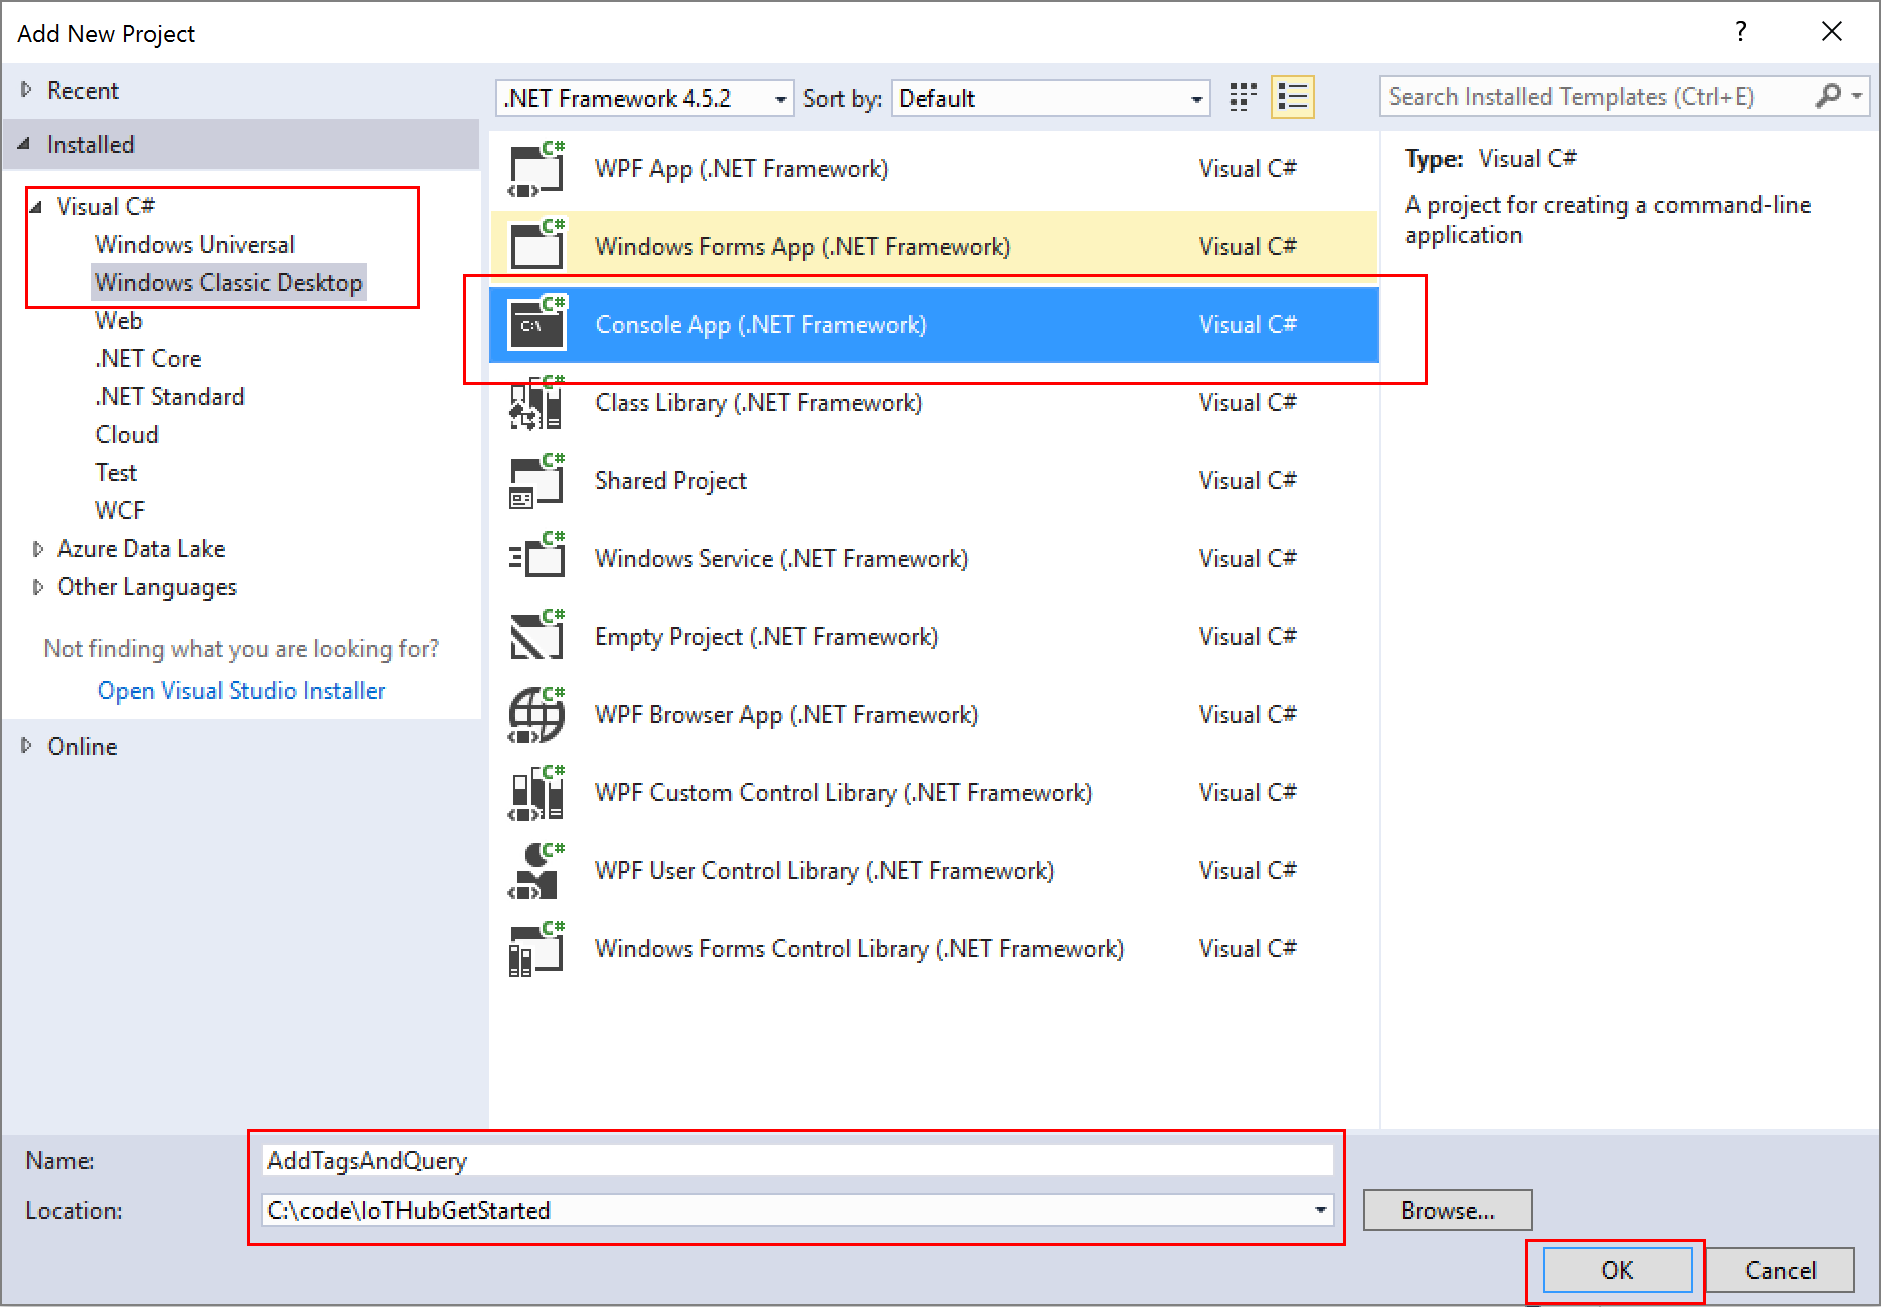 Add New Project
?
Recent
Installed
Visual C#
Windows Universal
Windows Classic Desktop
Web
.NET Core
.NET Standard
Cloud
Test
WCF
Azure Data Lake
Other Languages
Not finding what you are looking for?
Open Visual Studio Installer
Online
.NET Framework 4.5.2 Sort by: Default
Search Installed Templates (Ctrl+E)
C# WPF App (.NET Framework) Visual C#
C# Windows Forms App (.NET Framework) Visual C#
C# C:\ Console App (.NET Framework) Visual C#
C# Class Library (.NET Framework) Visual C#
C# Shared Project Visual C#
C# Windows Service (.NET Framework) Visual C#
C# Empty Project (.NET Framework) Visual C#
C# WPF Browser App (.NET Framework) Visual C#
C# WPF Custom Control Library (.NET Framework) Visual C#
C# WPF User Control Library (.NET Framework) Visual C#
C# Windows Forms Control Library (.NET Framework) Visual C#
Type: Visual C#
A project for creating a command-line
application
Name: AddTagsAndQuery
Location: C:\code\IoTHubGetStarted
Browse...
OK
Cancel